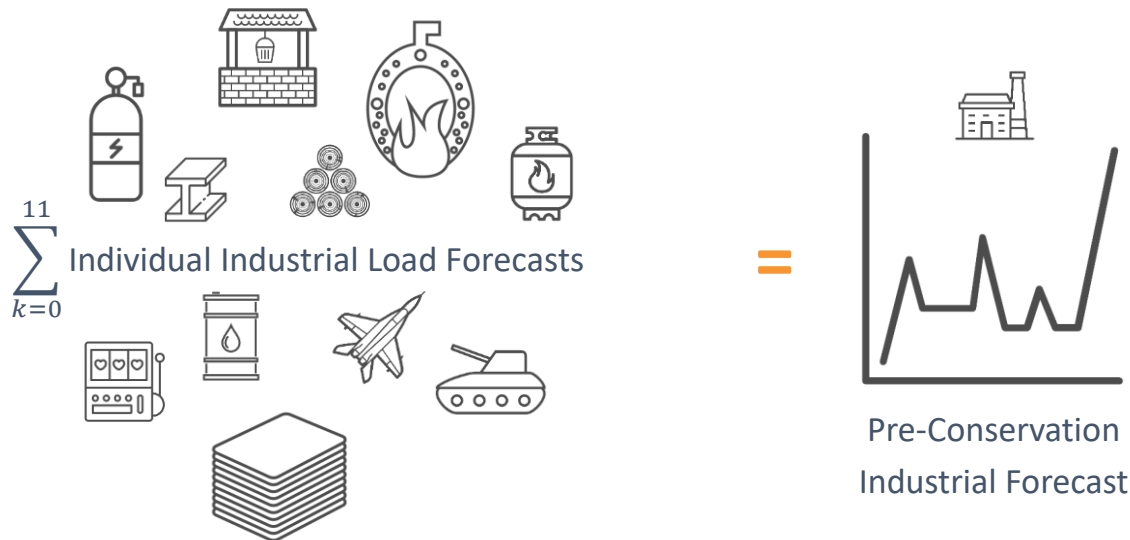 11
∑ Individual Industrial Load Forecasts
k=0
=
Pre-Conservation
Industrial Forecast